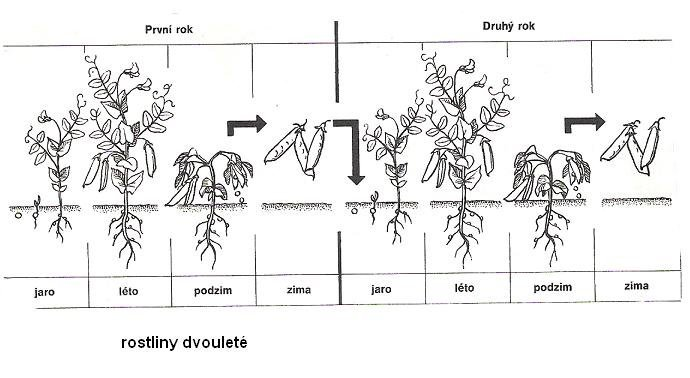 První rok
Druhý rok
jaro
léto
podzim
zima
jaro
léto
podzim
zima
rostliny dvouleté